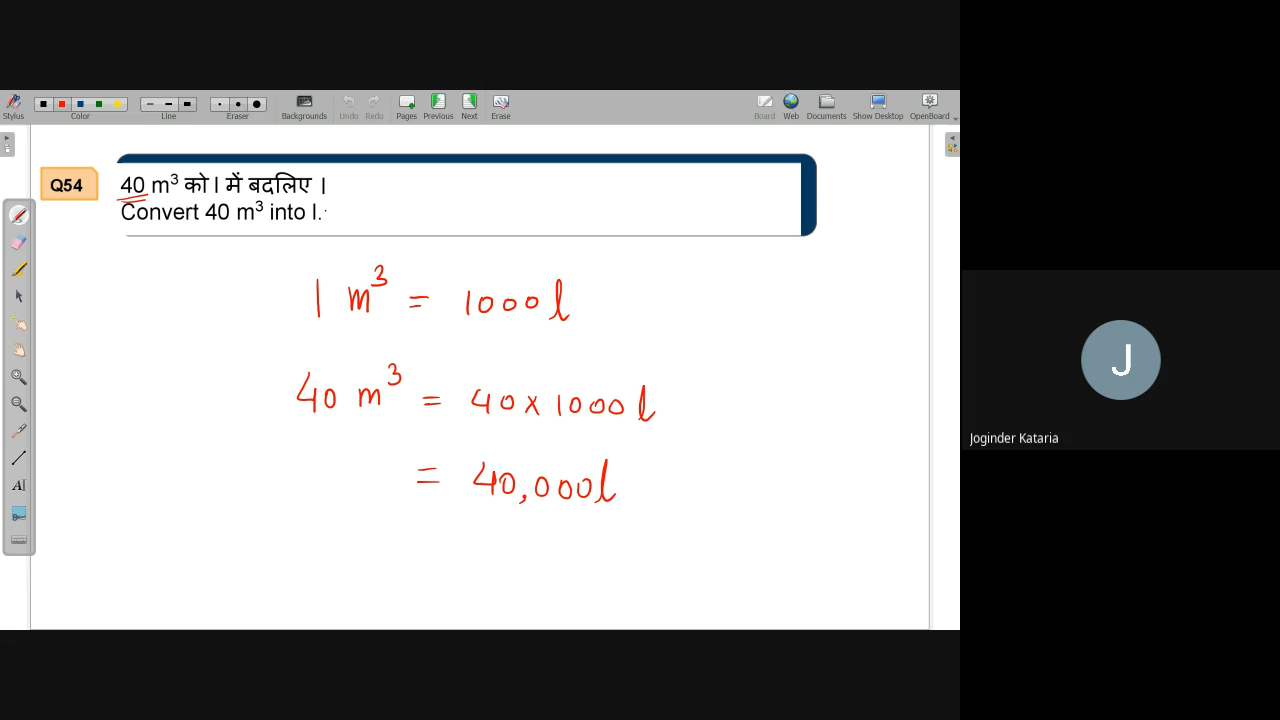 Stylus
Color
Line
Eraser
Backgrounds
Undo
Redo
Pages
Previous
Next
Erase
Board
Web
Documents
Show Desktop
OpenBoard
Q54
40 m³ को l में बदलिए ।
Convert 40 m³ into l.
1 m³ = 1000 l
40 m³ = 40 × 1000 l
= 40,000 l
J
Joginder Kataria